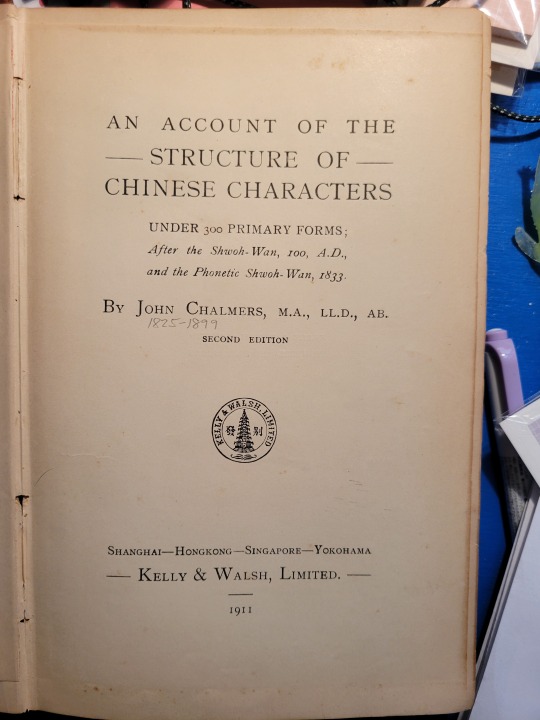 AN ACCOUNT OF THE
STRUCTURE OF
CHINESE CHARACTERS
UNDER 300 PRIMARY FORMS;
After the Shwoh-Wan, 100, A.D.,
and the Phonetic Shwoh-Wan, 1833.
By John Chalmers, M.A., LL.D., AB.
1825-1899
SECOND EDITION
KELLY & WALSH, LIMITED
發 別
Shanghai—Hongkong—Singapore—Yokohama
— Kelly & Walsh, Limited. —
1911